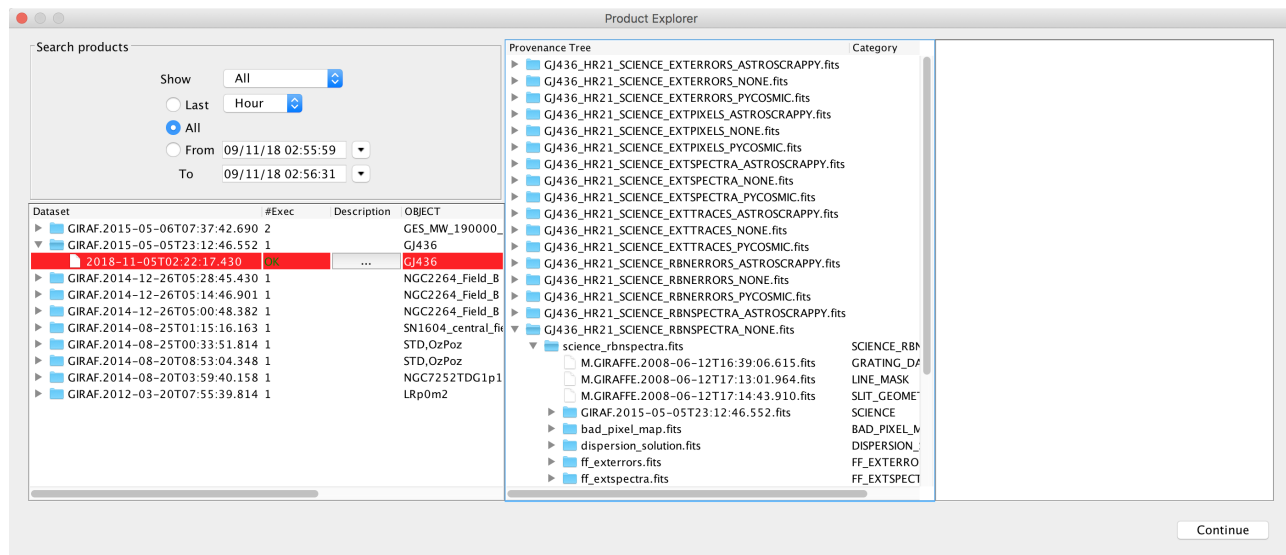 Product Explorer
Search products
Show All
Last Hour
All
From 09/11/18 02:55:59
To 09/11/18 02:56:31
Dataset #Exec Description OBJECT
GIRAF.2015-05-06T07:37:42.690 2 GES_MW_190000_
GIRAF.2015-05-05T23:12:46.552 1 GJ436
2018-11-05T02:22:17.430 OK ... GJ436
GIRAF.2014-12-26T05:28:45.430 1 NGC2264_Field_B
GIRAF.2014-12-26T05:14:46.901 1 NGC2264_Field_B
GIRAF.2014-12-26T05:00:48.382 1 NGC2264_Field_B
GIRAF.2014-08-25T01:15:16.163 1 SN1604_central_fie
GIRAF.2014-08-25T00:33:51.814 1 STD,OzPoz
GIRAF.2014-08-20T08:53:04.348 1 STD,OzPoz
GIRAF.2014-08-20T03:59:40.158 1 NGC7252TDG1p1
GIRAF.2012-03-20T07:55:39.814 1 LRp0m2
Provenance Tree Category
GJ436_HR21_SCIENCE_EXTERRORS_ASTROSCRAPPY.fits
GJ436_HR21_SCIENCE_EXTERRORS_NONE.fits
GJ436_HR21_SCIENCE_EXTERRORS_PYCOSMIC.fits
GJ436_HR21_SCIENCE_EXTPIXELS_ASTROSCRAPPY.fits
GJ436_HR21_SCIENCE_EXTPIXELS_NONE.fits
GJ436_HR21_SCIENCE_EXTPIXELS_PYCOSMIC.fits
GJ436_HR21_SCIENCE_EXTSPECTRA_ASTROSCRAPPY.fits
GJ436_HR21_SCIENCE_EXTSPECTRA_NONE.fits
GJ436_HR21_SCIENCE_EXTSPECTRA_PYCOSMIC.fits
GJ436_HR21_SCIENCE_EXTTRACES_ASTROSCRAPPY.fits
GJ436_HR21_SCIENCE_EXTTRACES_NONE.fits
GJ436_HR21_SCIENCE_EXTTRACES_PYCOSMIC.fits
GJ436_HR21_SCIENCE_RBNERRORS_ASTROSCRAPPY.fits
GJ436_HR21_SCIENCE_RBNERRORS_NONE.fits
GJ436_HR21_SCIENCE_RBNERRORS_PYCOSMIC.fits
GJ436_HR21_SCIENCE_RBNSPECTRA_ASTROSCRAPPY.fits
GJ436_HR21_SCIENCE_RBNSPECTRA_NONE.fits
science_rbnspectra.fits SCIENCE_RBN
M.GIRAFFE.2008-06-12T16:39:06.615.fits GRATING_DA
M.GIRAFFE.2008-06-12T17:13:01.964.fits LINE_MASK
M.GIRAFFE.2008-06-12T17:14:43.910.fits SLIT_GEOMET
GIRAF.2015-05-05T23:12:46.552.fits SCIENCE
bad_pixel_map.fits BAD_PIXEL_M
dispersion_solution.fits DISPERSION_
ff_exterrors.fits FF_EXTERRO
ff_extspectra.fits FF_EXTSPECT
Continue